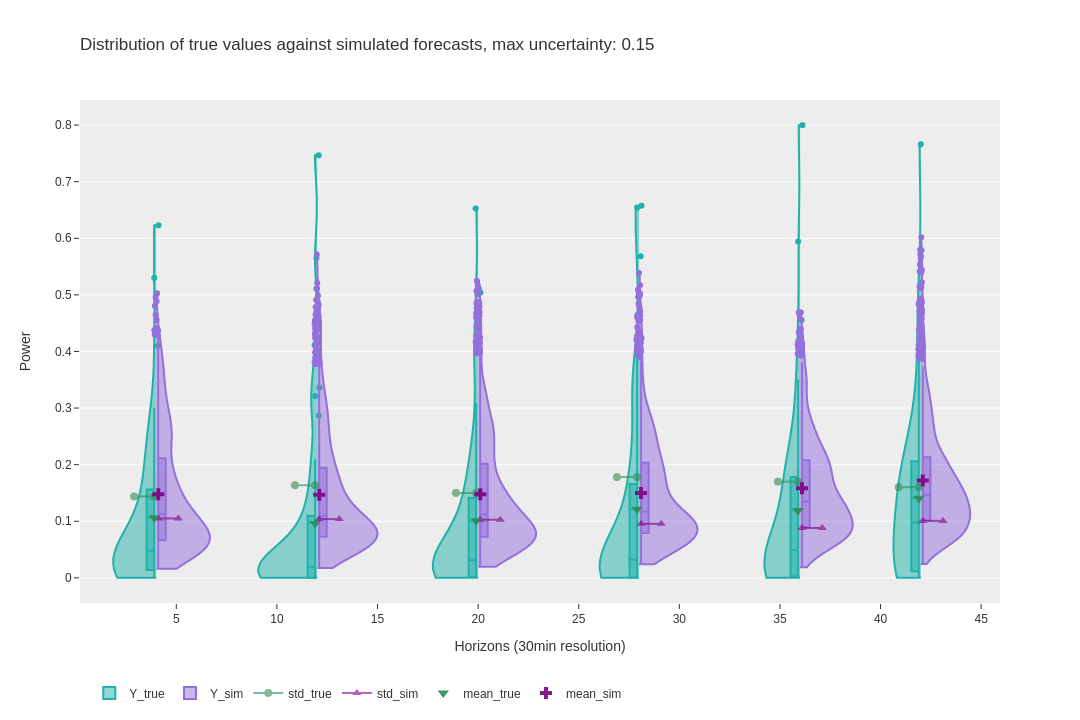 Distribution of true values against simulated forecasts, max uncertainty: 0.15
0.8
0.7
0.6
0.5
0.4
0.3
0.2
0.1
0
Power
5 10 15 20 25 30 35 40 45
Horizons (30min resolution)
Y_true Y_sim std_true std_sim mean_true mean_sim